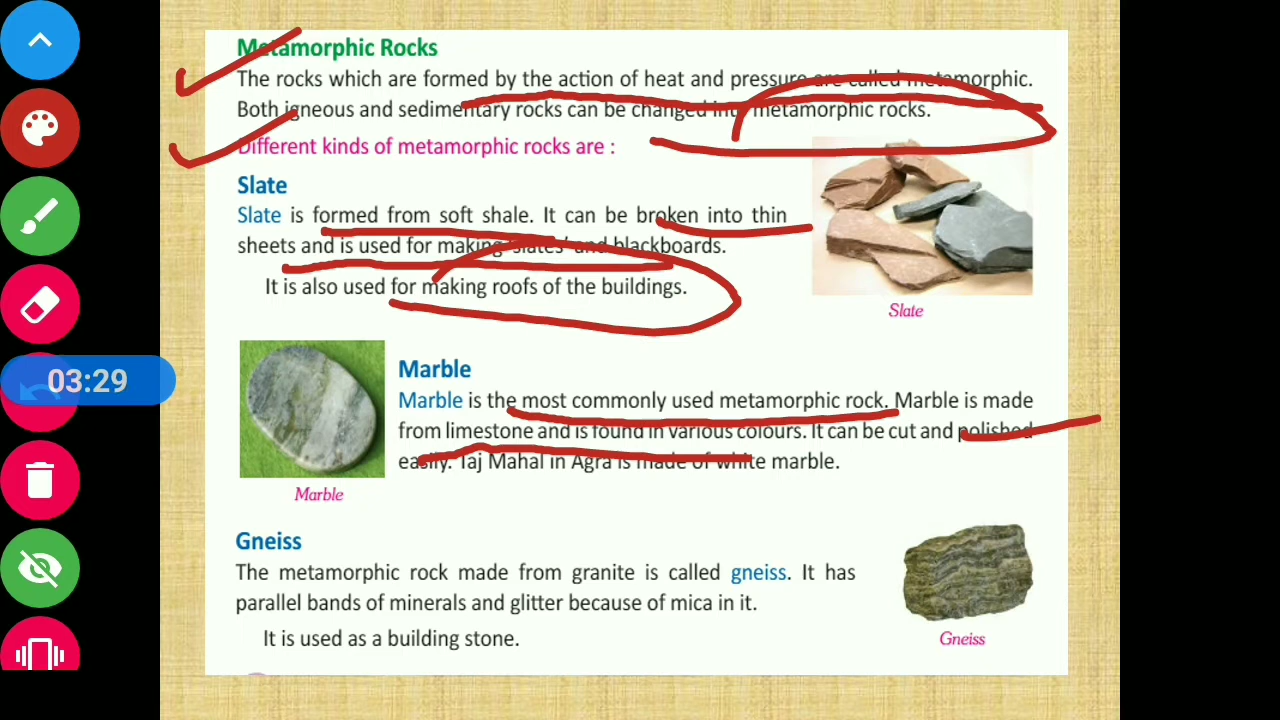 Metamorphic Rocks
The rocks which are formed by the action of heat and pressure are called metamorphic.
Both igneous and sedimentary rocks can be changed into metamorphic rocks.
Different kinds of metamorphic rocks are :
Slate
Slate is formed from soft shale. It can be broken into thin
sheets and is used for making 'slates' and blackboards.
It is also used for making roofs of the buildings.
Slate
03:29
Marble
Marble is the most commonly used metamorphic rock. Marble is made
from limestone and is found in various colours. It can be cut and polished
easily. Taj Mahal in Agra is made of white marble.
Marble
Gneiss
The metamorphic rock made from granite is called gneiss. It has
parallel bands of minerals and glitter because of mica in it.
It is used as a building stone.
Gneiss